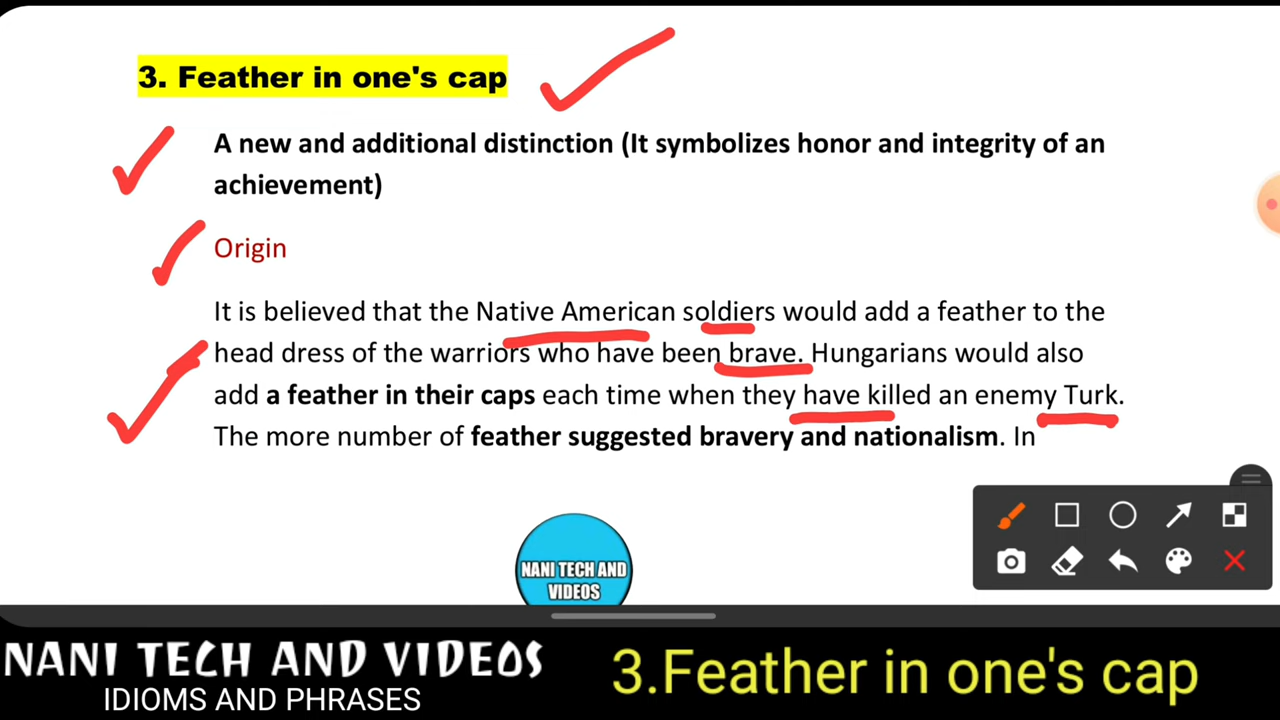 3. Feather in one's cap
A new and additional distinction (It symbolizes honor and integrity of an
achievement)
Origin
It is believed that the Native American soldiers would add a feather to the
head dress of the warriors who have been brave. Hungarians would also
add a feather in their caps each time when they have killed an enemy Turk.
The more number of feather suggested bravery and nationalism. In
NANI TECH AND
VIDEOS
NANI TECH AND VIDEOS
IDIOMS AND PHRASES
3.Feather in one's cap